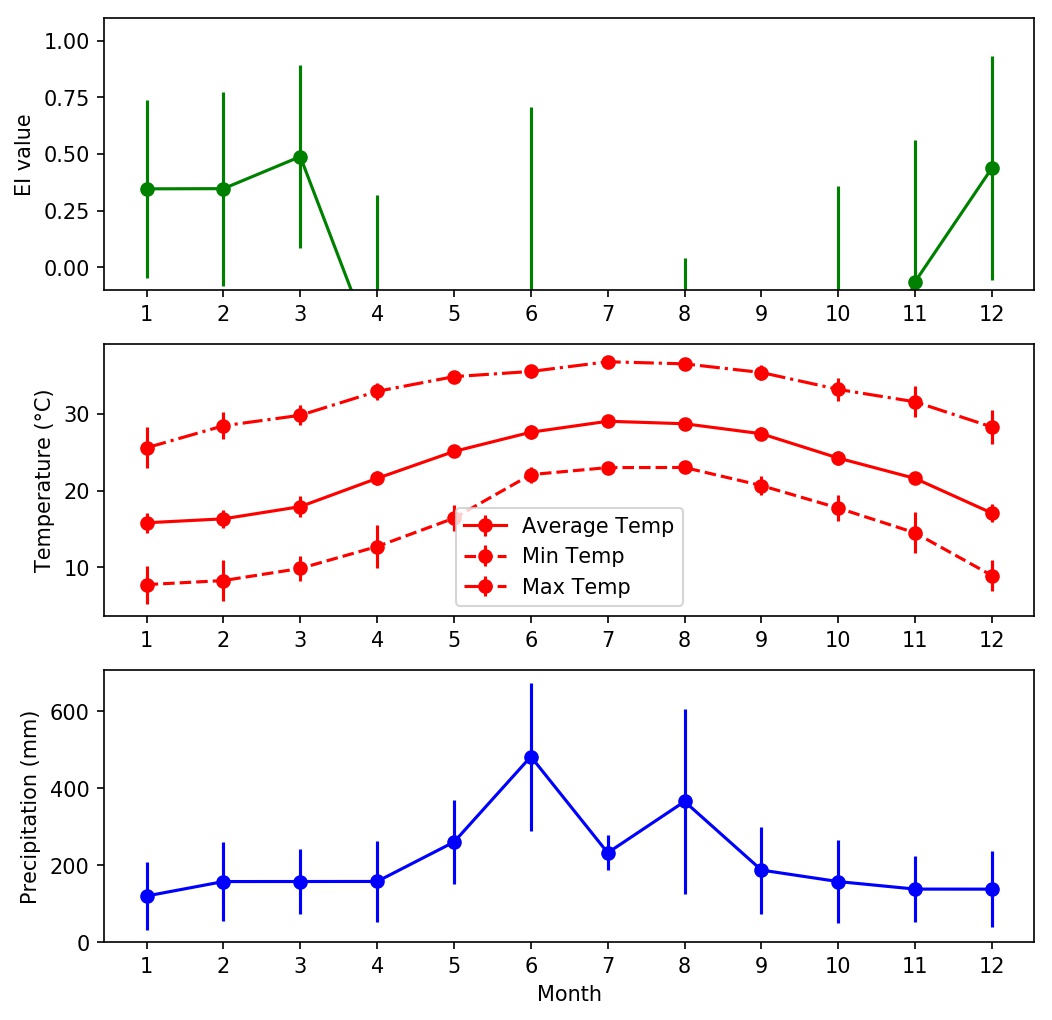 EI value
1.00
0.75
0.50
0.25
0.00
1 2 3 4 5 6 7 8 9 10 11 12
Temperature (°C)
30
20
10
Average Temp
Min Temp
Max Temp
1 2 3 4 5 6 7 8 9 10 11 12
Precipitation (mm)
600
400
200
0
1 2 3 4 5 6 7 8 9 10 11 12
Month